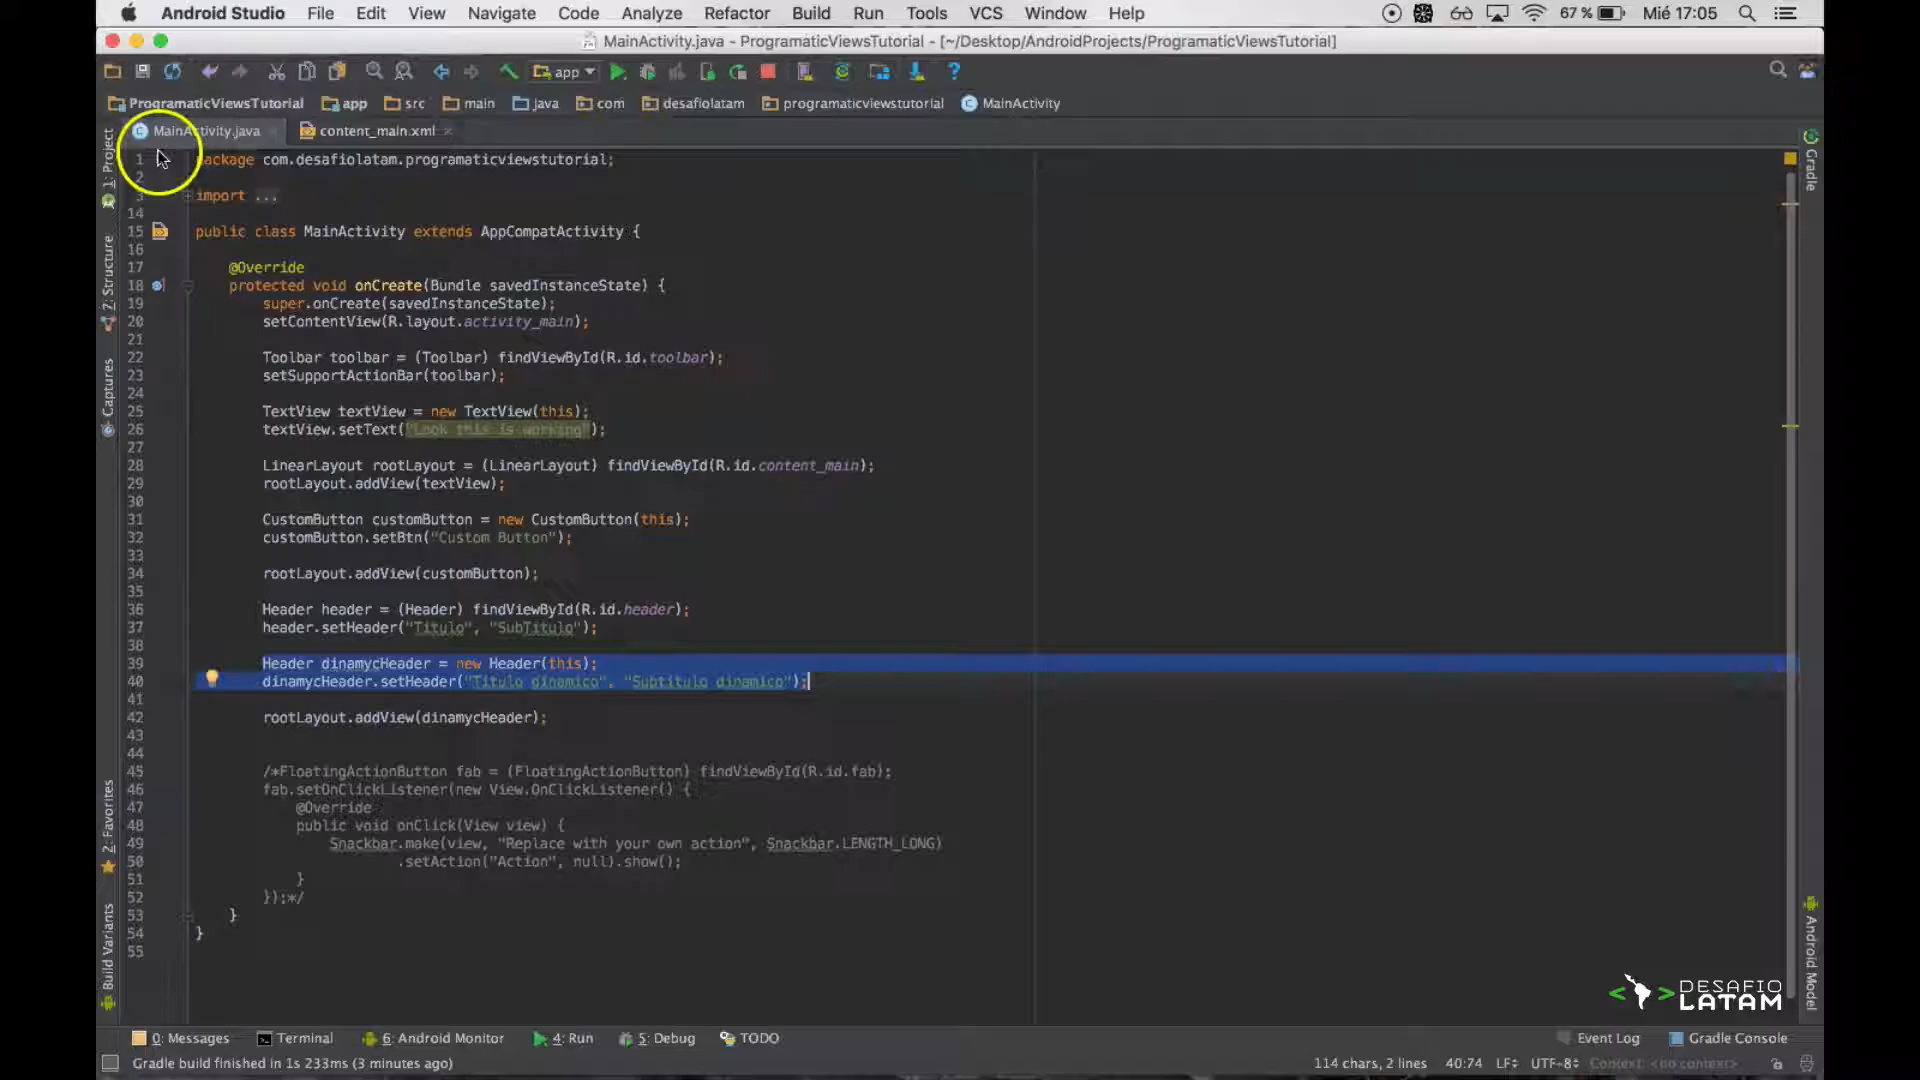 Android Studio File Edit View Navigate Code Analyze Refactor Build Run Tools VCS Window Help 67 % Mié 17:05
MainActivity.java - ProgramaticViewsTutorial - [~/Desktop/AndroidProjects/ProgramaticViewsTutorial]
app
ProgramaticViewsTutorial app src main java com desafiolatam programaticviewstutorial MainActivity
MainActivity.java content_main.xml
1 package com.desafiolatam.programaticviewstutorial;
2
3 import ...
14
15 public class MainActivity extends AppCompatActivity {
16
17 @Override
18 protected void onCreate(Bundle savedInstanceState) {
19 super.onCreate(savedInstanceState);
20 setContentView(R.layout.activity_main);
21
22 Toolbar toolbar = (Toolbar) findViewById(R.id.toolbar);
23 setSupportActionBar(toolbar);
24
25 TextView textView = new TextView(this);
26 textView.setText("Look this is working");
27
28 LinearLayout rootLayout = (LinearLayout) findViewById(R.id.content_main);
29 rootLayout.addView(textView);
30
31 CustomButton customButton = new CustomButton(this);
32 customButton.setBtn("Custom Button");
33
34 rootLayout.addView(customButton);
35
36 Header header = (Header) findViewById(R.id.header);
37 header.setHeader("Titulo", "SubTitulo");
38
39 Header dinamycHeader = new Header(this);
40 dinamycHeader.setHeader("Titulo dinamico", "Subtitulo dinamico");
41
42 rootLayout.addView(dinamycHeader);
43
44
45 /*FloatingActionButton fab = (FloatingActionButton) findViewById(R.id.fab);
46 fab.setOnClickListener(new View.OnClickListener() {
47 @Override
48 public void onClick(View view) {
49 Snackbar.make(view, "Replace with your own action", Snackbar.LENGTH_LONG)
50 .setAction("Action", null).show();
51 }
52 });*/
53 }
54 }
55
1: Project
7: Structure
Captures
2: Favorites
Build Variants
Gradle
Android Model
DESAFIO
LATAM
0: Messages Terminal 6: Android Monitor 4: Run 5: Debug TODO Event Log Gradle Console
Gradle build finished in 1s 233ms (3 minutes ago) 114 chars, 2 lines 40:74 LF UTF-8 Context: <no context>